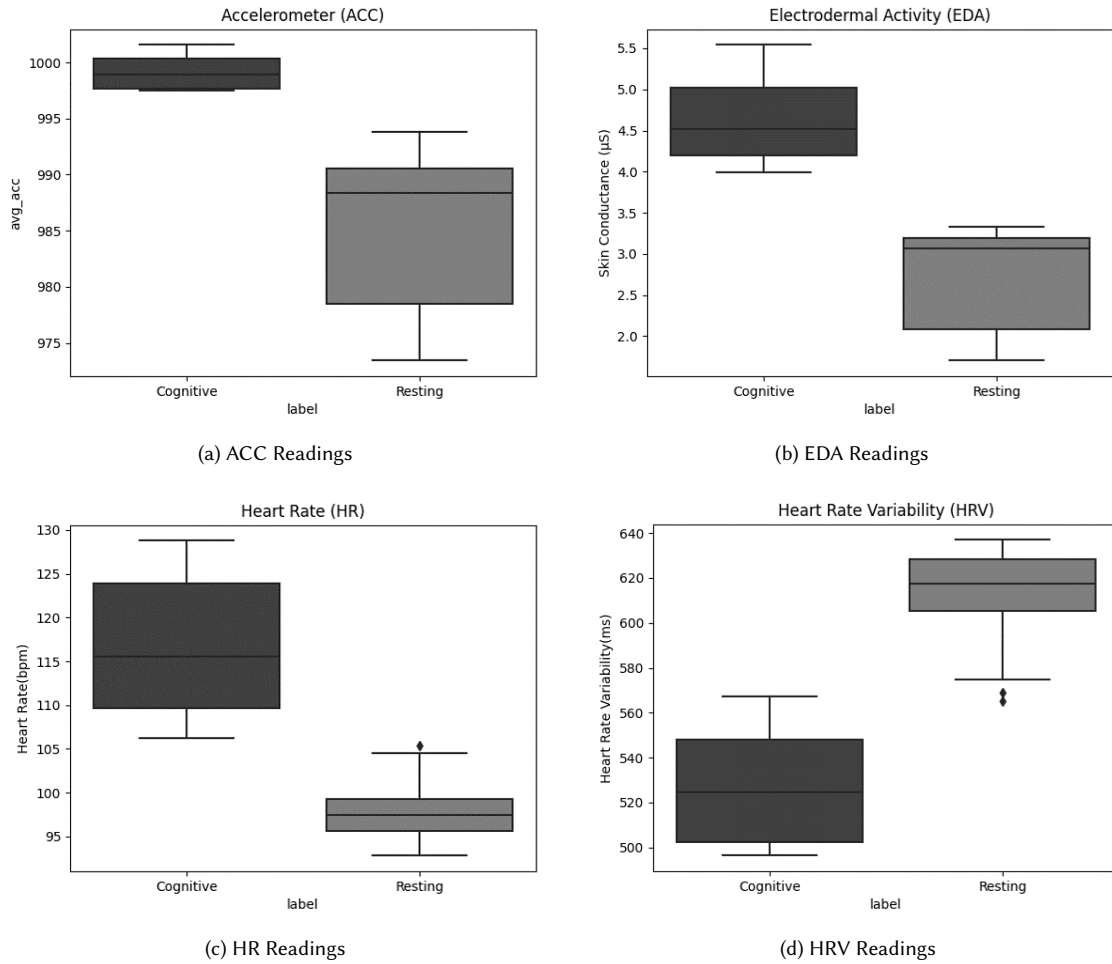 Accelerometer (ACC)
1000
995
990
985
980
975
avg_acc
Cognitive
Resting
label
(a) ACC Readings
Electrodermal Activity (EDA)
5.5
5.0
4.5
4.0
3.5
3.0
2.5
2.0
Skin Conductance (µS)
Cognitive
Resting
label
(b) EDA Readings
Heart Rate (HR)
130
125
120
115
110
105
100
95
Heart Rate(bpm)
Cognitive
Resting
label
(c) HR Readings
Heart Rate Variability (HRV)
640
620
600
580
560
540
520
500
Heart Rate Variability(ms)
Cognitive
Resting
label
(d) HRV Readings